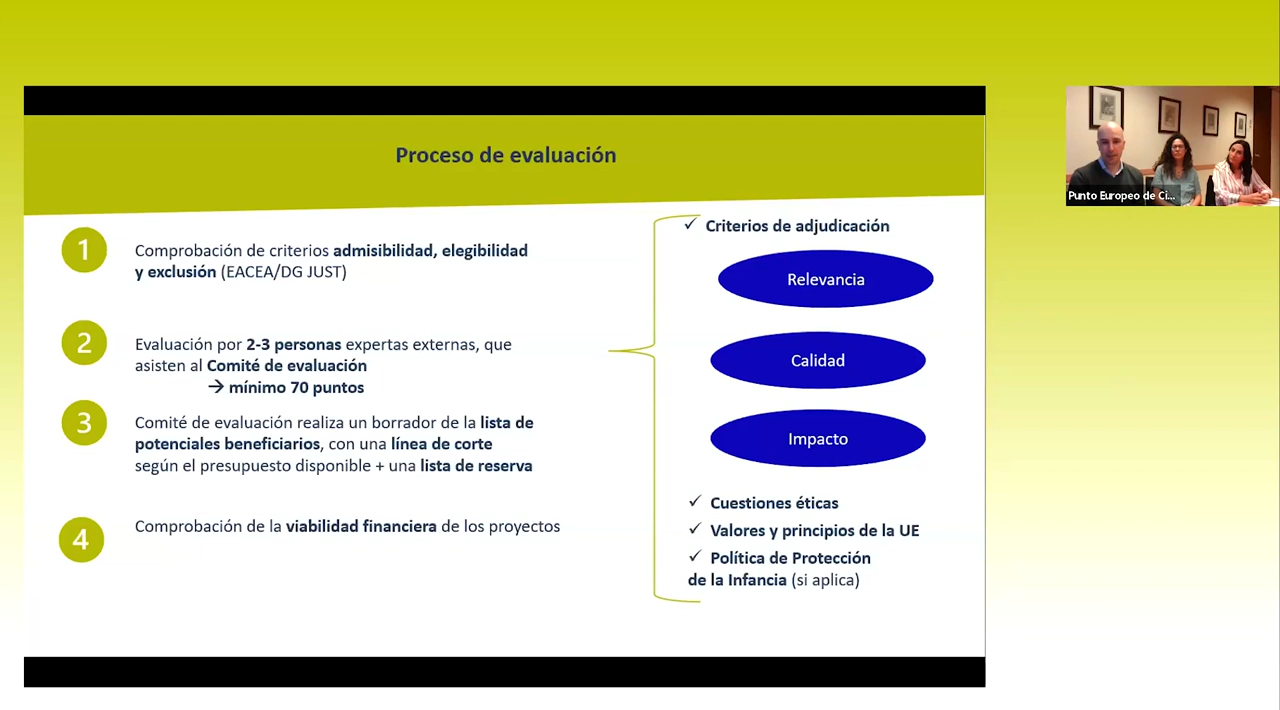 Proceso de evaluación
1
Comprobación de criterios admisibilidad, elegibilidad
y exclusión (EACEA/DG JUST)
2
Evaluación por 2-3 personas expertas externas, que
asisten al Comité de evaluación
→ mínimo 70 puntos
3
Comité de evaluación realiza un borrador de la lista de
potenciales beneficiarios, con una línea de corte
según el presupuesto disponible + una lista de reserva
4
Comprobación de la viabilidad financiera de los proyectos
✓ Criterios de adjudicación
Relevancia
Calidad
Impacto
✓ Cuestiones éticas
✓ Valores y principios de la UE
✓ Política de Protección
de la Infancia (si aplica)
Punto Europeo de Ci...